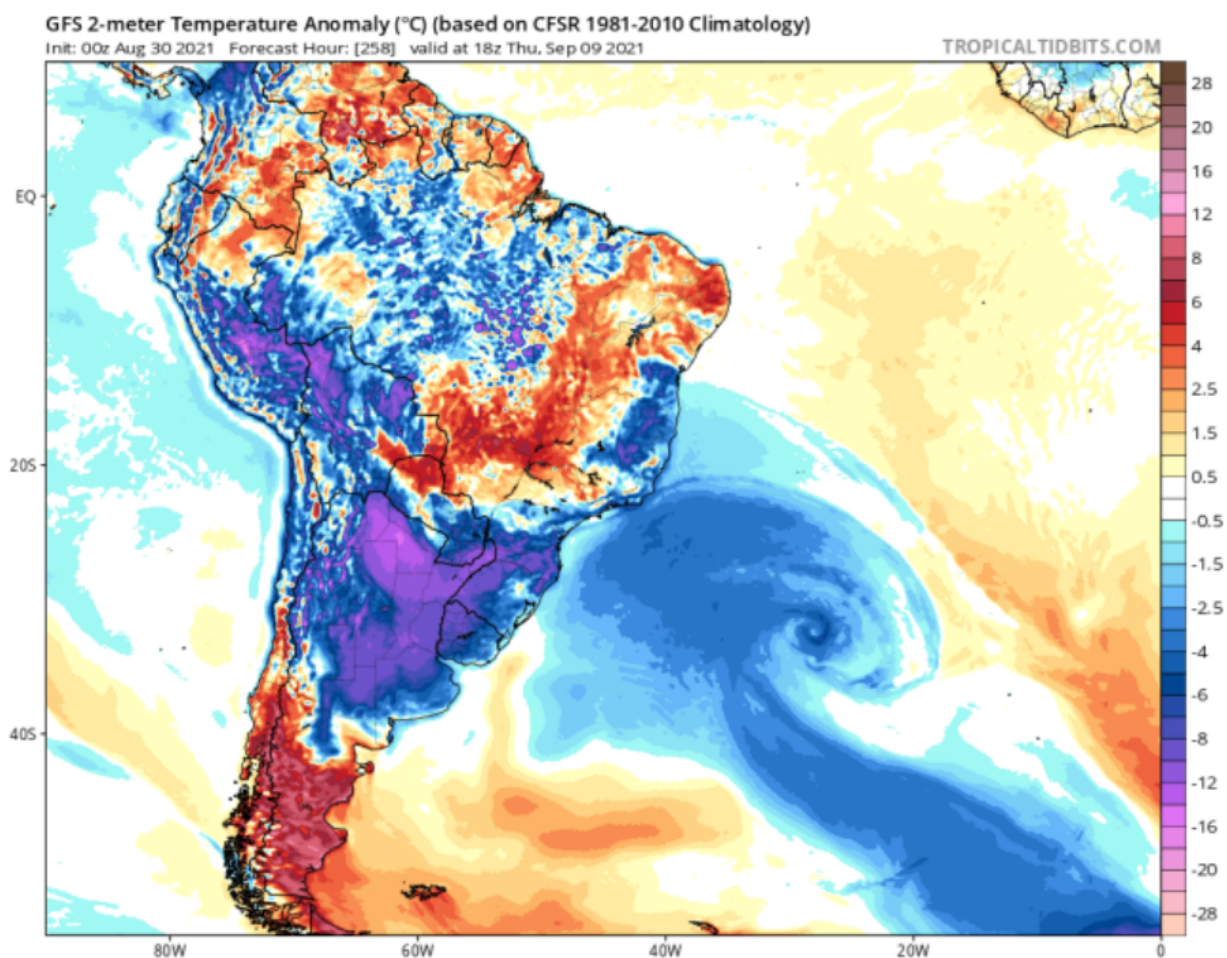 GFS 2-meter Temperature Anomaly (°C) (based on CFSR 1981-2010 Climatology)
Init: 00z Aug 30 2021 Forecast Hour: [258] valid at 18z Thu, Sep 09 2021
TROPICALTIDBITS.COM
28
20
16
12
8
6
4
2.5
1.5
0.5
-0.5
-1.5
-2.5
-4
-6
-8
-12
-16
-20
-28
EQ
20S
40S
80W
60W
40W
20W
0